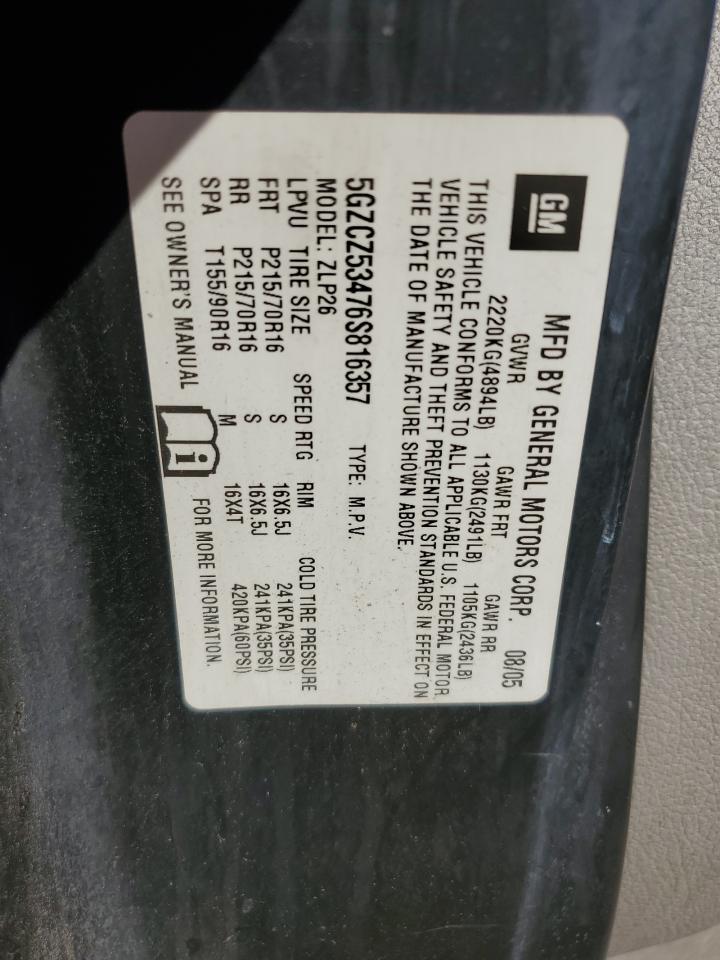 GM
MFD BY GENERAL MOTORS CORP. 08/05
GVWR GAWR FRT GAWR RR
2220KG(4894LB) 1130KG(2491LB) 1105KG(2436LB)
THIS VEHICLE CONFORMS TO ALL APPLICABLE U.S. FEDERAL MOTOR
VEHICLE SAFETY AND THEFT PREVENTION STANDARDS IN EFFECT ON
THE DATE OF MANUFACTURE SHOWN ABOVE.
5GZCZ53476S816357 TYPE: M.P.V.
MODEL: ZLP26
LPVU TIRE SIZE SPEED RTG RIM COLD TIRE PRESSURE
FRT P215/70R16 S 16X6.5J 241KPA(35PSI)
RR P215/70R16 S 16X6.5J 241KPA(35PSI)
SPA T155/90R16 M 16X4T 420KPA(60PSI)
SEE OWNER'S MANUAL i FOR MORE INFORMATION.